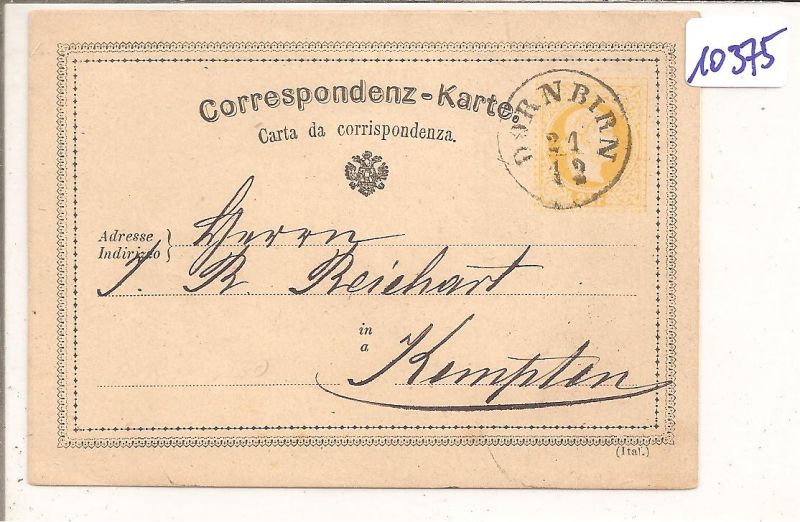 10375
Correspondenz-Karte.
Carta da corrispondenza.
DORNBIRN
21
12
Adresse
Indirizzo
Herrn
J. R. Reichart
in
a
Kempten
(Ital.)